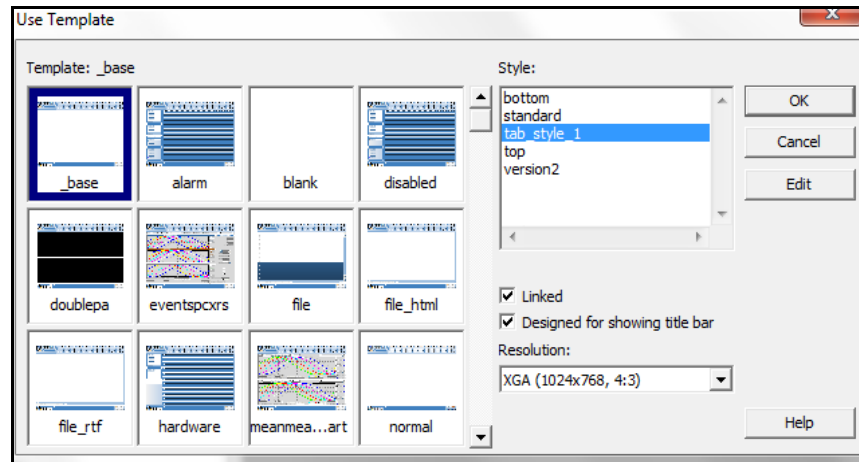 Use Template
Template: _base
_base
alarm
blank
disabled
doublepa
eventspcxrs
file
file_html
file_rtf
hardware
meanmea...art
normal
Style:
bottom
standard
tab_style_1
top
version2
Linked
Designed for showing title bar
Resolution:
XGA (1024x768, 4:3)
OK
Cancel
Edit
Help